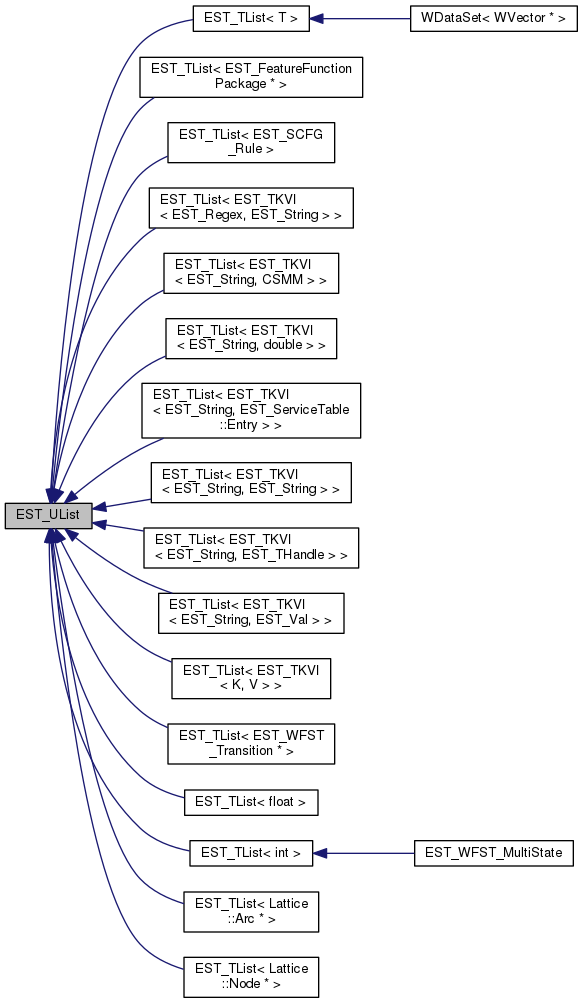 EST_TList< T >
WDataSet< WVector * >
EST_TList< EST_FeatureFunction
Package * >
EST_TList< EST_SCFG
_Rule >
EST_TList< EST_TKVI
< EST_Regex, EST_String > >
EST_TList< EST_TKVI
< EST_String, CSMM > >
EST_TList< EST_TKVI
< EST_String, double > >
EST_TList< EST_TKVI
< EST_String, EST_ServiceTable
::Entry > >
EST_TList< EST_TKVI
< EST_String, EST_String > >
EST_UList
EST_TList< EST_TKVI
< EST_String, EST_THandle > >
EST_TList< EST_TKVI
< EST_String, EST_Val > >
EST_TList< EST_TKVI
< K, V > >
EST_TList< EST_WFST
_Transition * >
EST_TList< float >
EST_TList< int >
EST_WFST_MultiState
EST_TList< Lattice
::Arc * >
EST_TList< Lattice
::Node * >